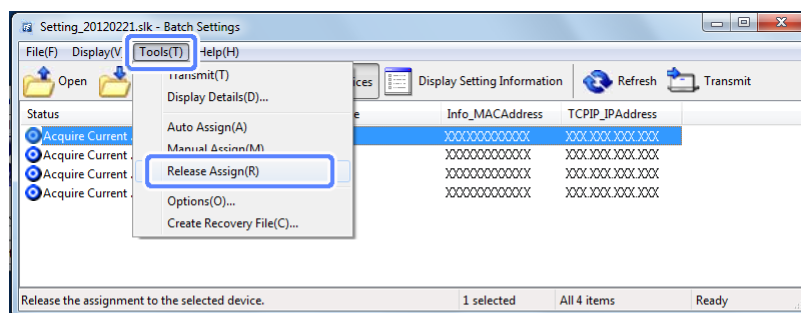 Setting_20120221.slk - Batch Settings
File(F) Display(V Tools(T) Help(H)
Open ices Display Setting Information Refresh Transmit
Transmit(T)
Display Details(D)...
Status e Info_MACAddress TCPIP_IPAddress
Auto Assign(A)
Acquire Current . XXXXXXXXXXXX XXX.XXX.XXX.XXX
Manual Assign(M)
Acquire Current . XXXXXXXXXXXX XXX.XXX.XXX.XXX
Release Assign(R)
Acquire Current . XXXXXXXXXXXX XXX.XXX.XXX.XXX
Acquire Current . XXXXXXXXXXXX XXX.XXX.XXX.XXX
Options(O)...
Create Recovery File(C)...
Release the assignment to the selected device. 1 selected All 4 items Ready